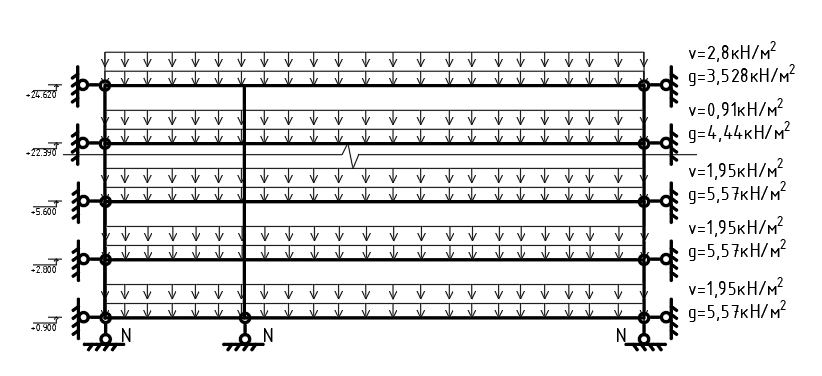 v=2,8кН/м²
g=3,528кН/м²
+24.620
v=0,91кН/м²
g=4,44кН/м²
+22.390
v=1,95кН/м²
g=5,57кН/м²
+5.600
v=1,95кН/м²
g=5,57кН/м²
+2.800
v=1,95кН/м²
g=5,57кН/м²
+0.900
N N N